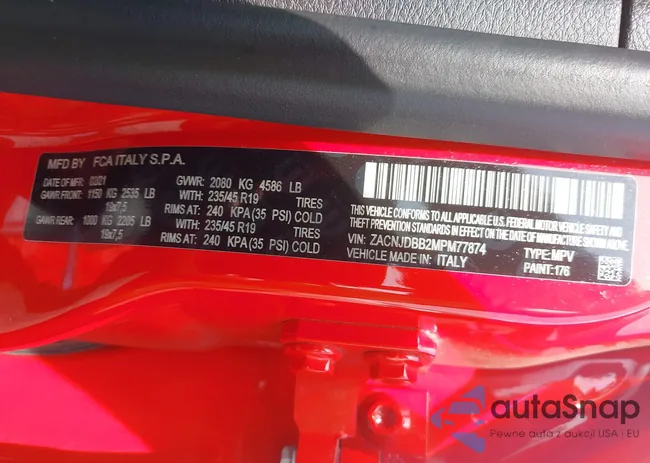 MFD BY FCA ITALY S.P.A.
DATE OF MFD: 02/21 GVWR: 2080 KG 4586 LB
GAWR FRONT: 1150 KG 2535 LB WITH: 235/45 R19 TIRES
19x7,5 RIMS AT: 240 KPA(35 PSI) COLD
GAWR REAR: 1000 KG 2205 LB WITH: 235/45 R19 TIRES
19x7,5 RIMS AT: 240 KPA(35 PSI) COLD
THIS VEHICLE CONFORMS TO ALL APPLICABLE U.S. FEDERAL MOTOR VEHICLE SAFETY AND
THEFT PREVENTION STANDARDS IN EFFECT ON THE DATE OF MANUFACTURE SHOWN ABOVE.
VIN: ZACNJDBB2MPM77874 TYPE: MPV
VEHICLE MADE IN: ITALY PAINT: 176
autaSnap
Pewne auta z aukcji USA i EU